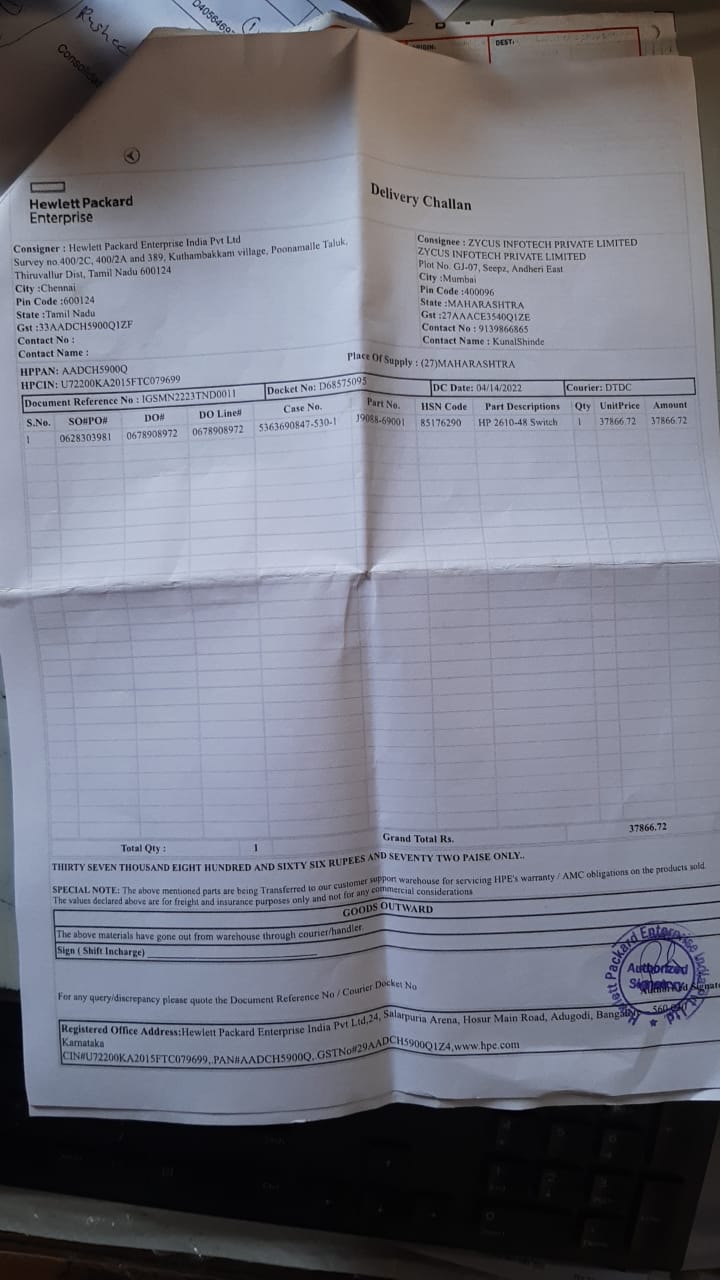 Rushee
04056469
Consolida
1
ORIGIN:
DEST:
Hewlett Packard
Enterprise
Delivery Challan
Consigner : Hewlett Packard Enterprise India Pvt Ltd
Survey no.400/2C, 400/2A and 389, Kuthambakkam village, Poonamalle Taluk,
Thiruvallur Dist, Tamil Nadu 600124
City :Chennai
Pin Code :600124
State :Tamil Nadu
Gst :33AADCH5900Q1ZF
Contact No :
Contact Name :
HPPAN: AADCH5900Q
HPCIN: U72200KA2015FTC079699
Consignee : ZYCUS INFOTECH PRIVATE LIMITED
ZYCUS INFOTECH PRIVATE LIMITED
Plot No. GJ-07, Seepz, Andheri East
City :Mumbai
Pin Code :400096
State :MAHARASHTRA
Gst :27AAACE3540Q1ZE
Contact No : 9139866865
Contact Name : KunalShinde
Place Of Supply : (27)MAHARASHTRA
Document Reference No : IGSMN2223TND0011 Docket No: D68575095 DC Date: 04/14/2022 Courier: DTDC
S.No. SO#PO# DO# DO Line# Case No. Part No. HSN Code Part Descriptions Qty UnitPrice Amount
1 0628303981 0678908972 0678908972 5363690847-530-1 J9088-69001 85176290 HP 2610-48 Switch 1 37866.72 37866.72
Total Qty : 1 Grand Total Rs. 37866.72
THIRTY SEVEN THOUSAND EIGHT HUNDRED AND SIXTY SIX RUPEES AND SEVENTY TWO PAISE ONLY..
SPECIAL NOTE: The above mentioned parts are being Transferred to our customer support warehouse for servicing HPE's warranty / AMC obligations on the products sold.
The values declared above are for freight and insurance purposes only and not for any commercial considerations
GOODS OUTWARD
The above materials have gone out from warehouse through courier/handler.
Sign ( Shift Incharge)
Hewlett Packard Enterprise India Pvt Ltd
Authorized
Signatory
For any query/discrepancy please quote the Document Reference No / Courier Docket No
Registered Office Address:Hewlett Packard Enterprise India Pvt Ltd,24, Salarpuria Arena, Hosur Main Road, Adugodi,
Karnataka
CIN#U72200KA2015FTC079699,.PAN#AADCH5900Q, GSTNo#29AADCH5900Q1Z4,www.hpe.com